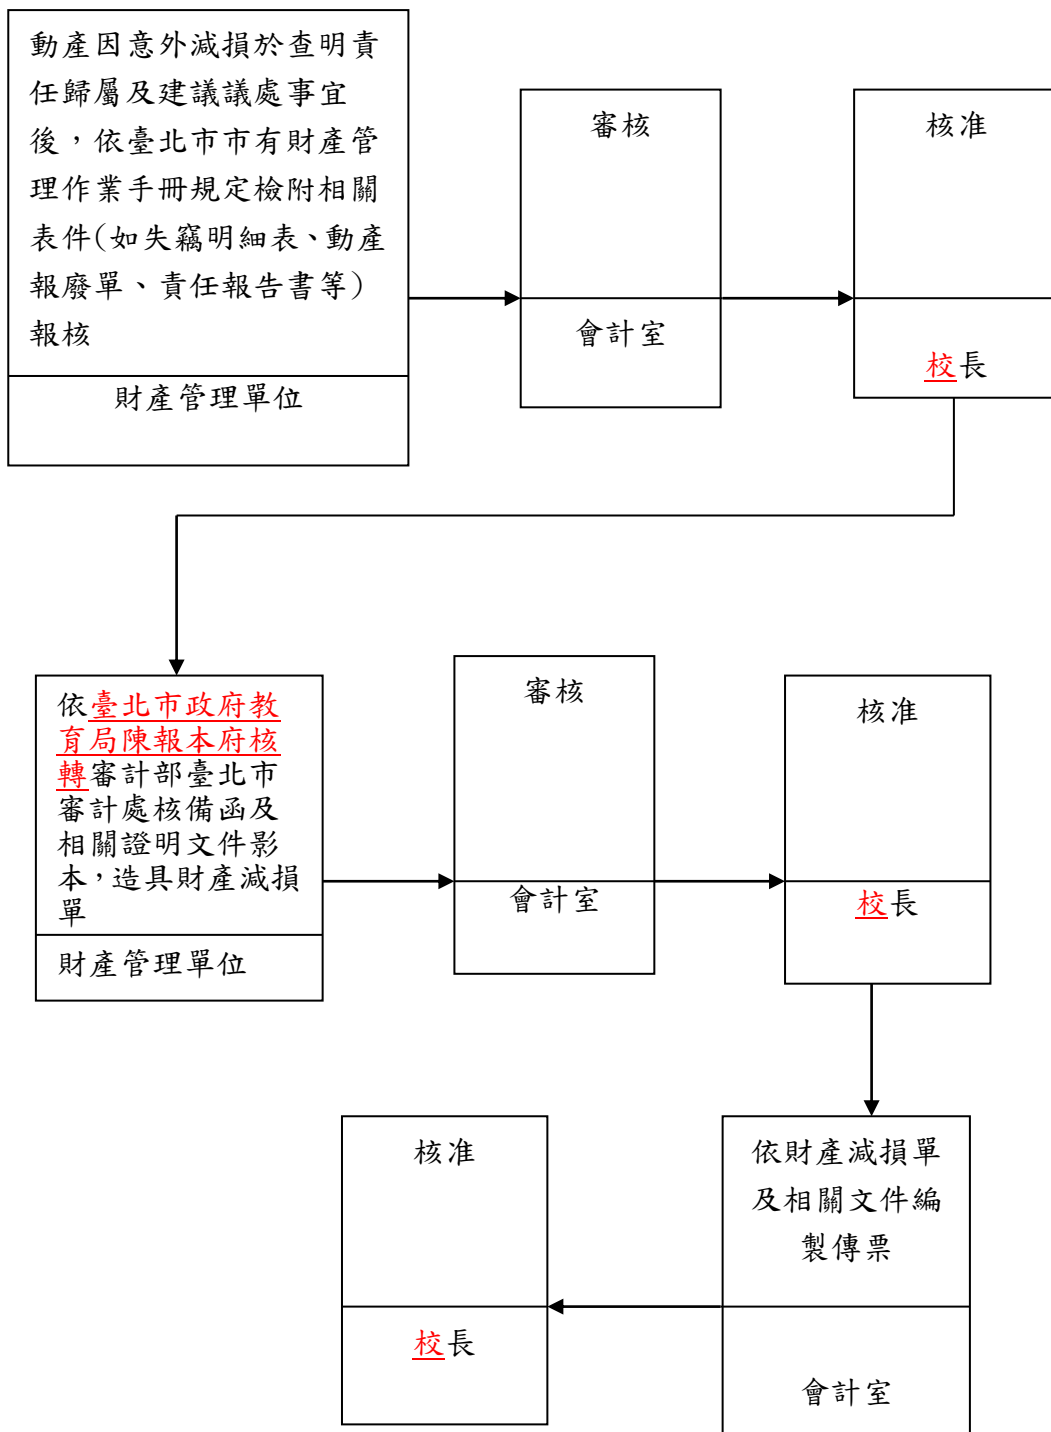 動產因意外減損於查明責
任歸屬及建議議處事宜
後，依臺北市市有財產管
理作業手冊規定檢附相關
表件(如失竊明細表、動產
報廢單、責任報告書等)
報核
財產管理單位
審核
會計室
核准
校長
依臺北市政府教
育局陳報本府核
轉審計部臺北市
審計處核備函及
相關證明文件影
本，造具財產減損
單
財產管理單位
審核
會計室
核准
校長
依財產減損單
及相關文件編
製傳票
會計室
核准
校長